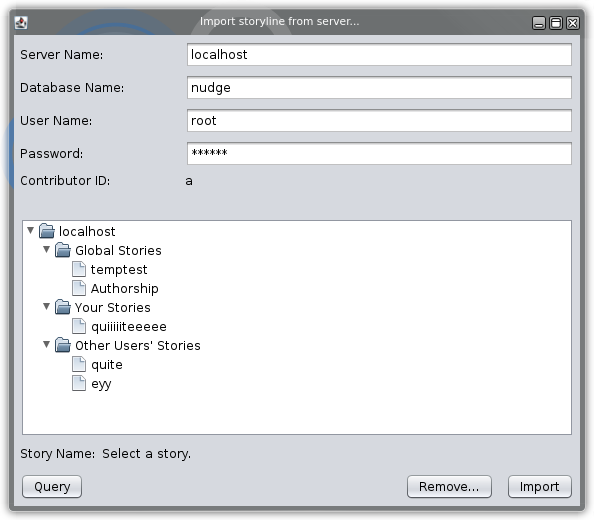 Import storyline from server...
Server Name: localhost
Database Name: nudge
User Name: root
Password: ******
Contributor ID: a
localhost
Global Stories
temptest
Authorship
Your Stories
quiiiiiteeeee
Other Users' Stories
quite
eyy
Story Name: Select a story.
Query Remove... Import